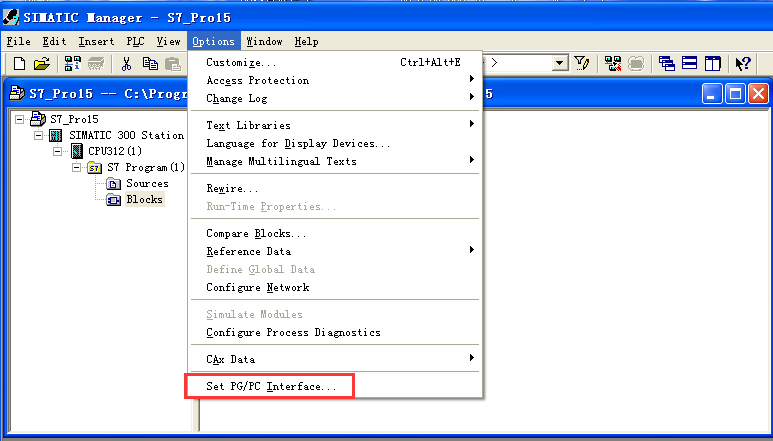 SIMATIC Manager - S7_Pro15
File Edit Insert PLC View Options Window Help
S7_Pro15 -- C:\Progr
S7_Pro15
SIMATIC 300 Station
CPU312(1)
S7 Program(1)
Sources
Blocks
Customize... Ctrl+Alt+E
Access Protection
Change Log
Text Libraries
Language for Display Devices...
Manage Multilingual Texts
Rewire...
Run-Time Properties...
Compare Blocks...
Reference Data
Define Global Data
Configure Network
Simulate Modules
Configure Process Diagnostics
CAx Data
Set PG/PC Interface...